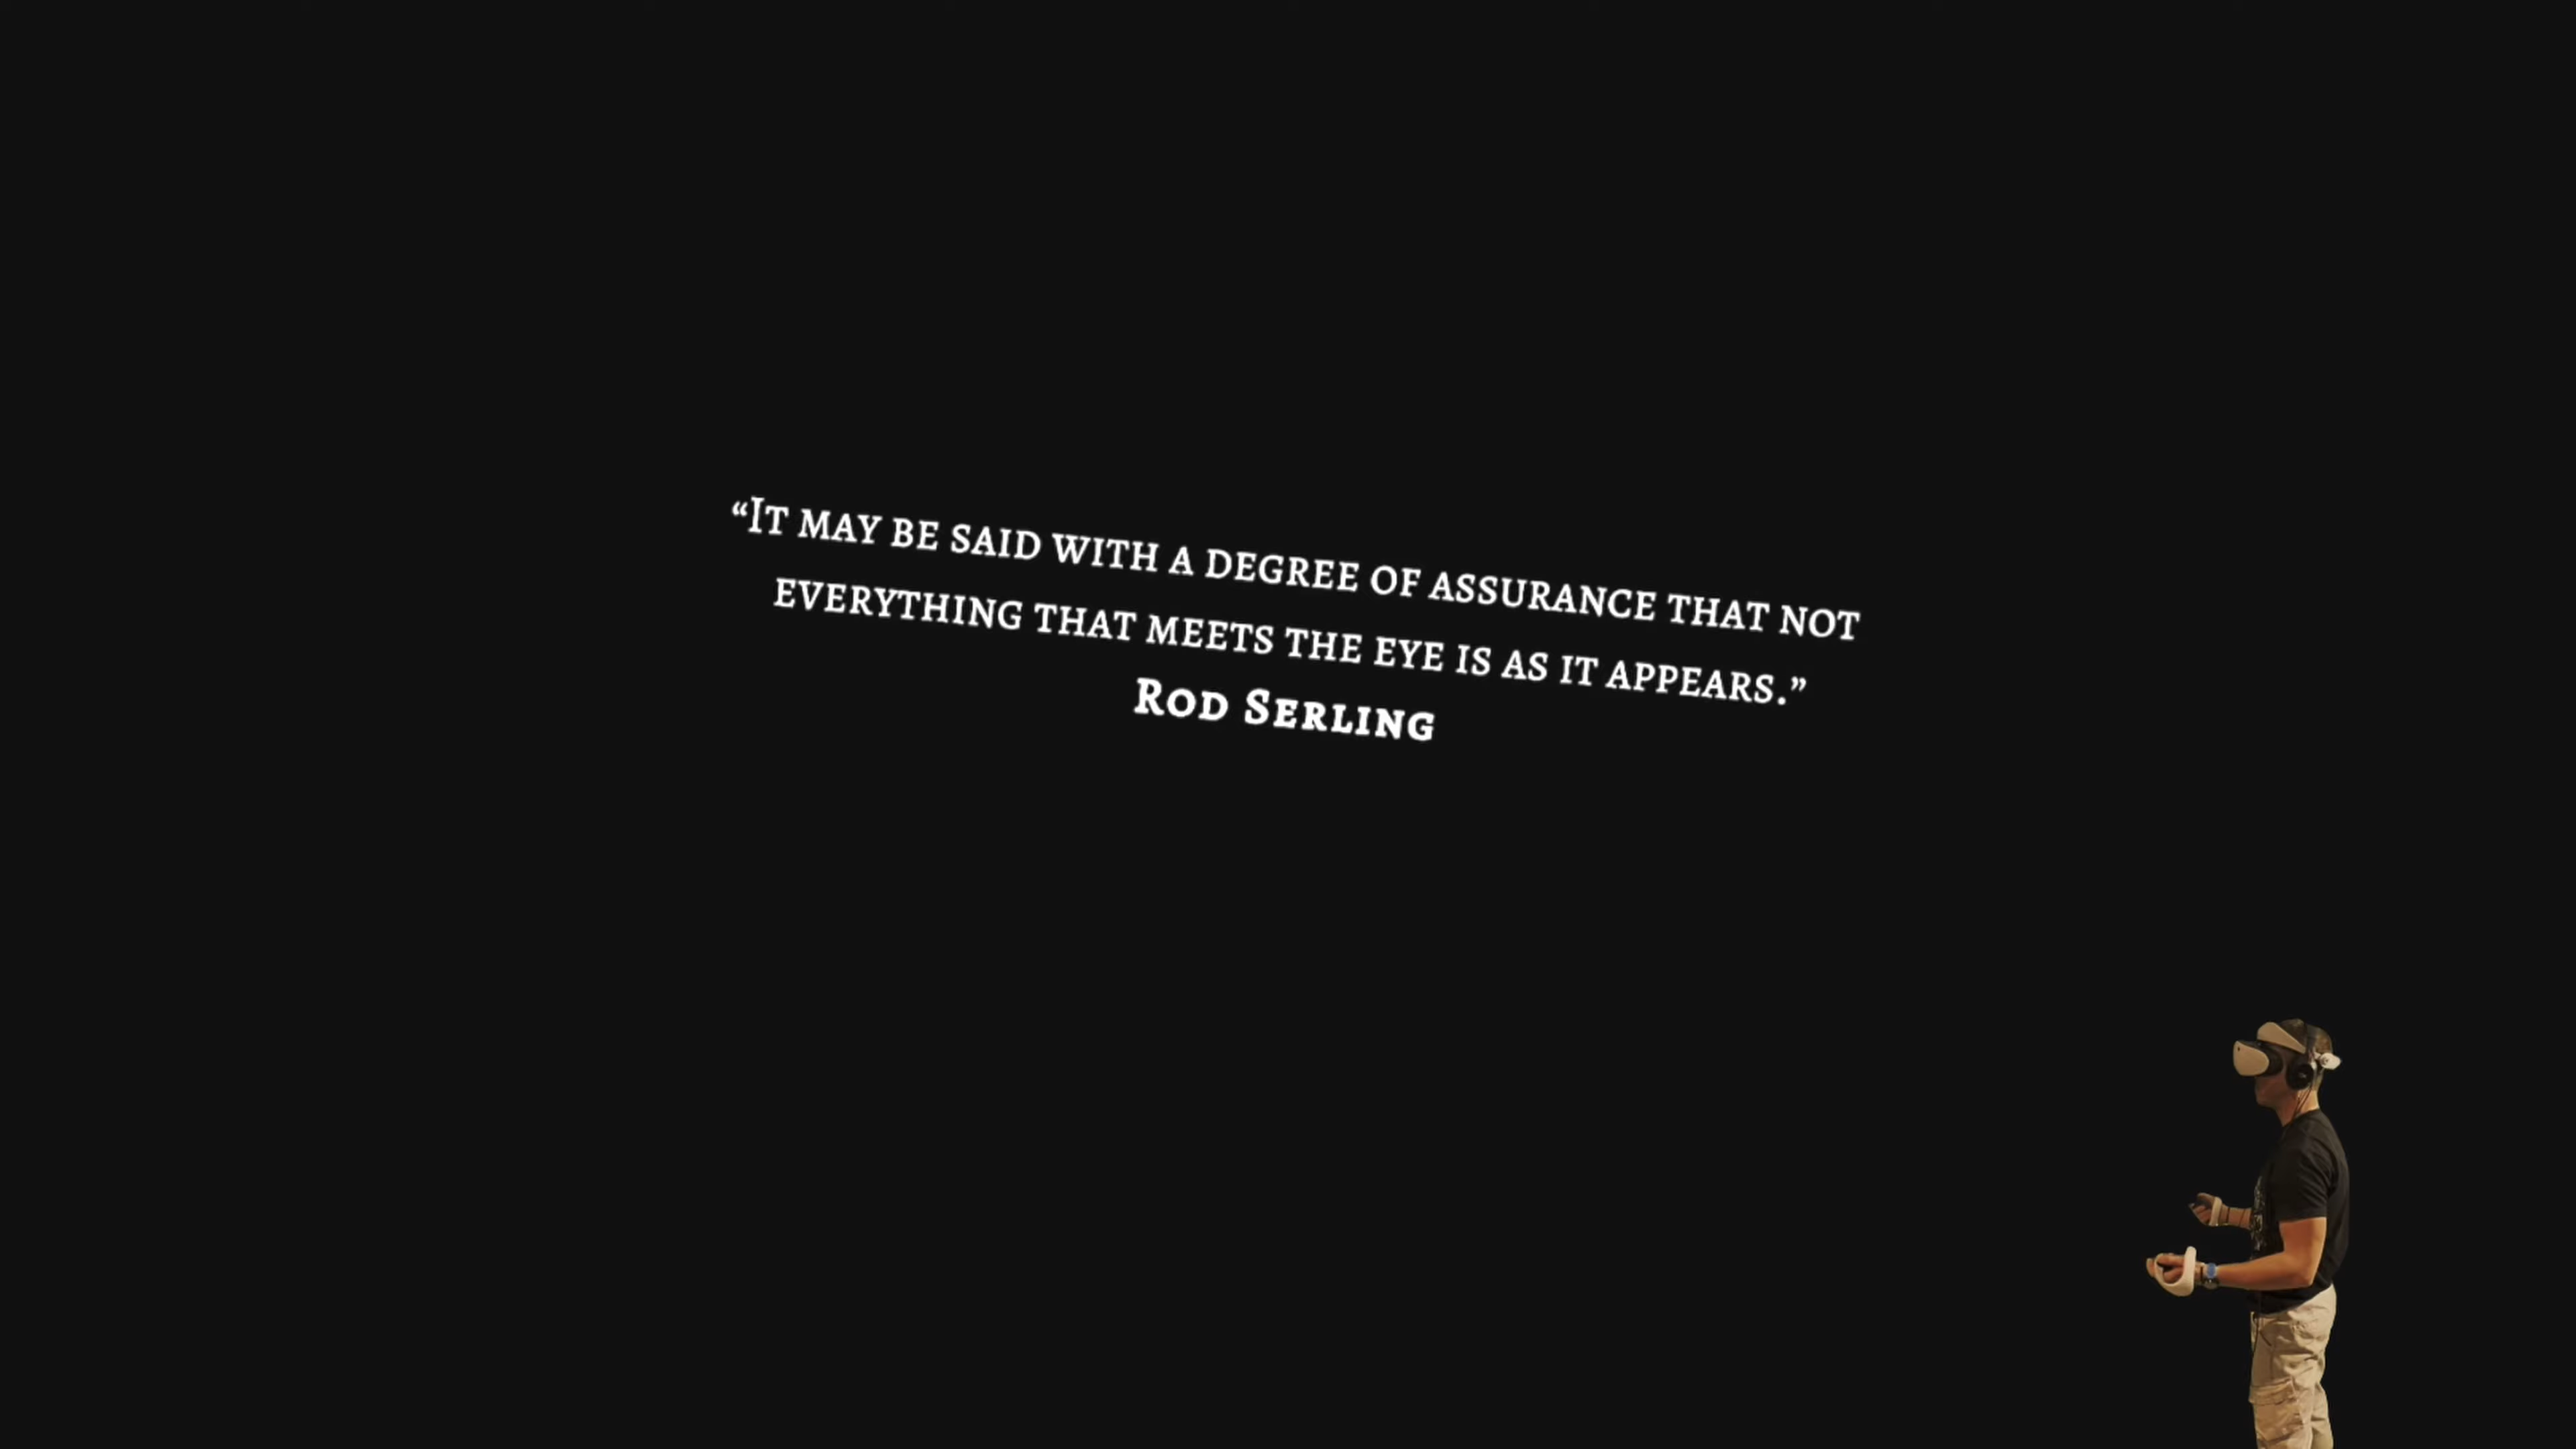 “It may be said with a degree of assurance that not
everything that meets the eye is as it appears.”
Rod Serling